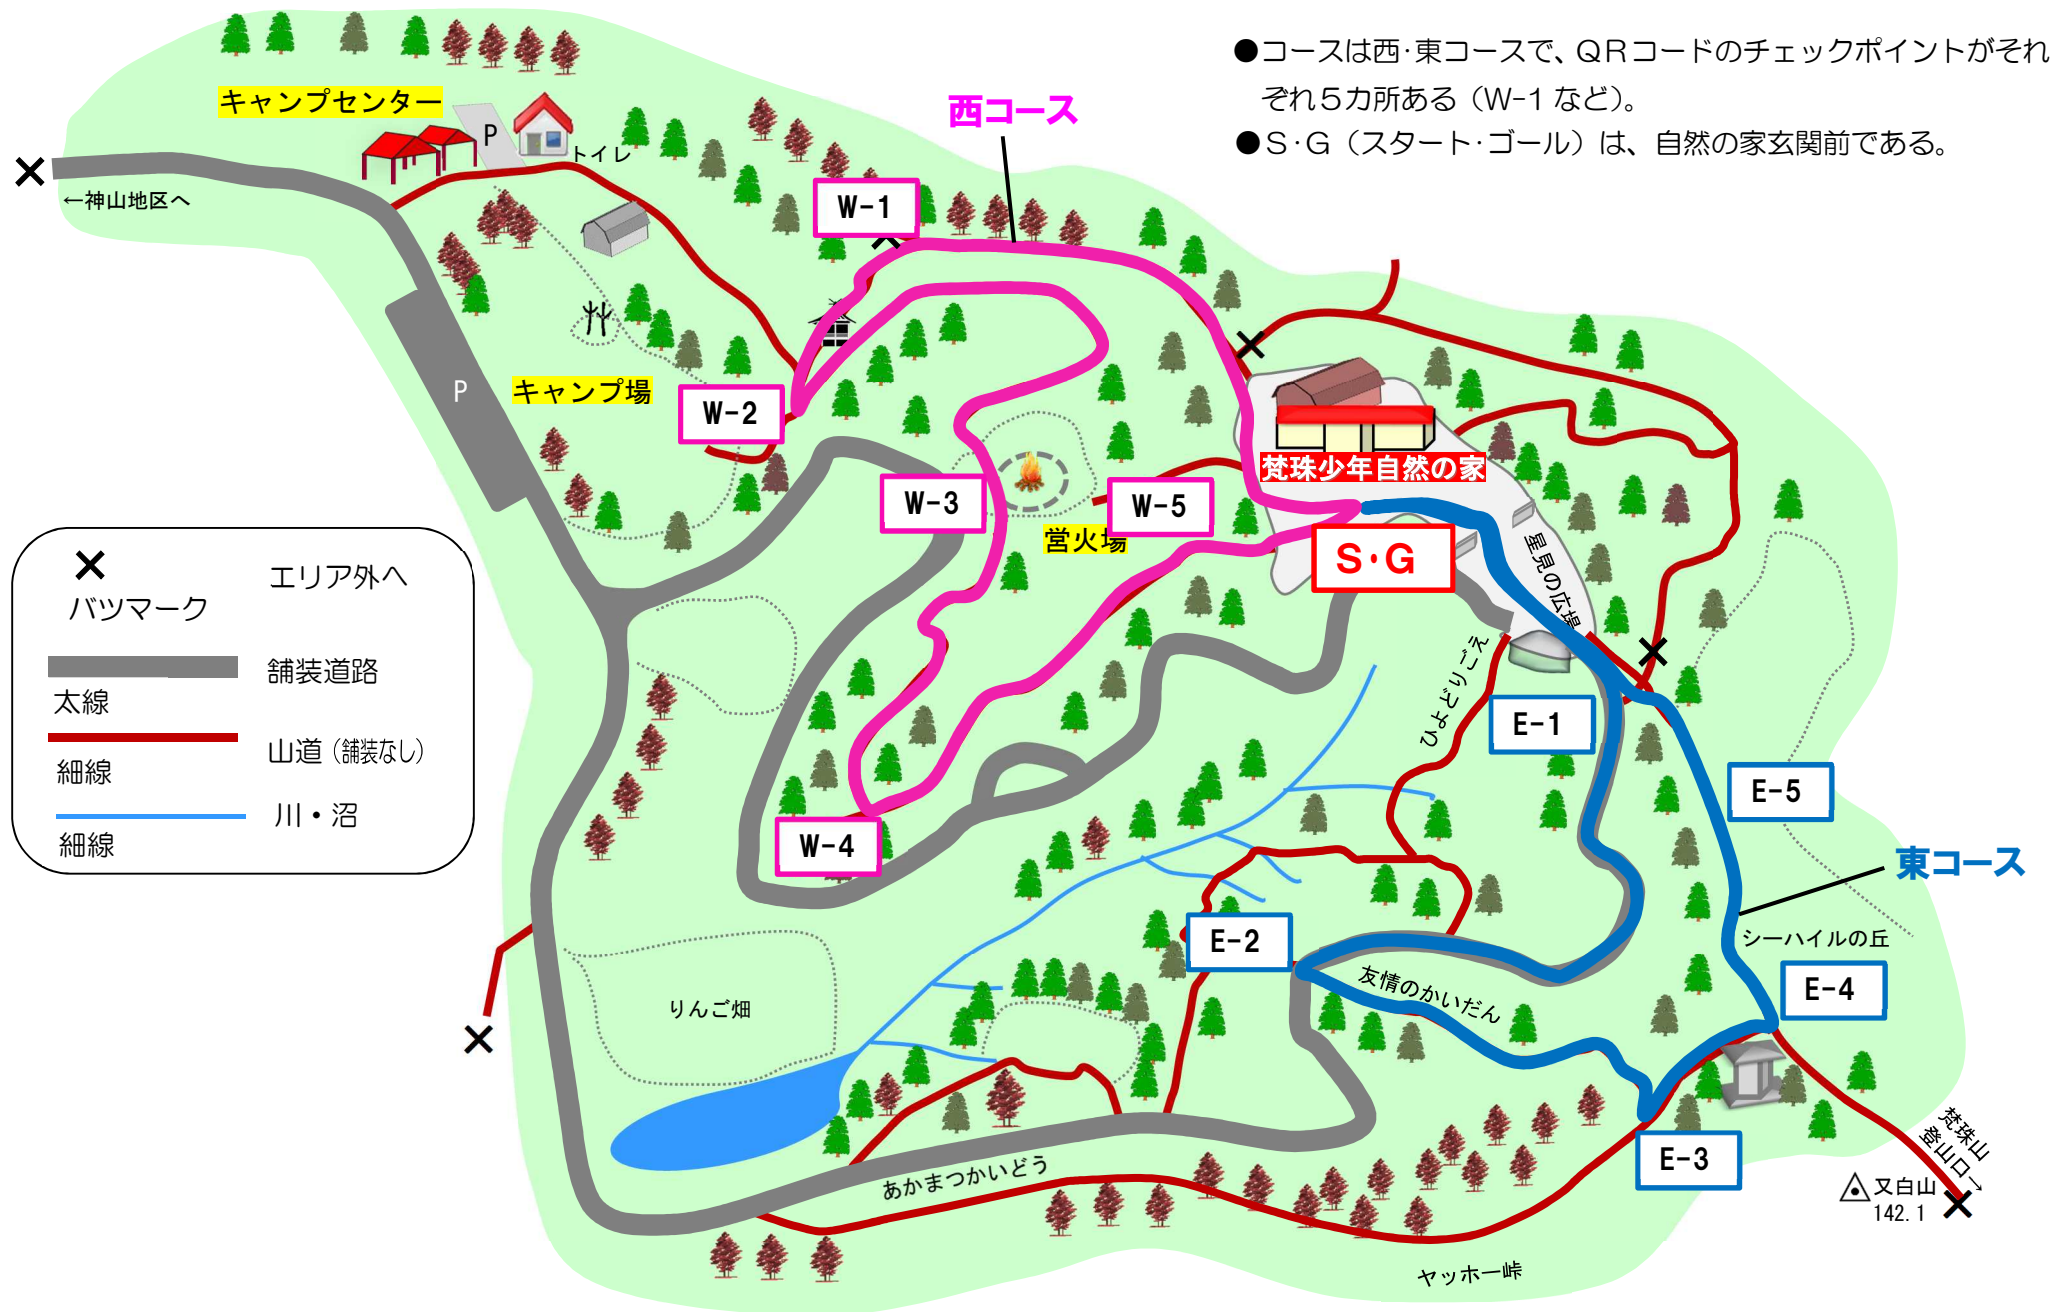 ●コースは西・東コースで、QRコードのチェックポイントがそれ
ぞれ5カ所ある（W-1 など）。
●S・G（スタート・ゴール）は、自然の家玄関前である。
キャンプセンター
P
トイレ
←神山地区へ
西コース
W-1
P
キャンプ場
W-2
W-3
営火場
W-5
梵珠少年自然の家
S・G
星見の広場
ひよどりごえ
E-1
バツマーク
エリア外へ
太線
舗装道路
細線
山道（舗装なし）
細線
川・沼
W-4
E-5
東コース
シーハイルの丘
E-2
友情のかいだん
E-4
りんご畑
E-3
あかまつかいどう
ヤッホー峠
梵珠山
登山口→
又白山
142.1